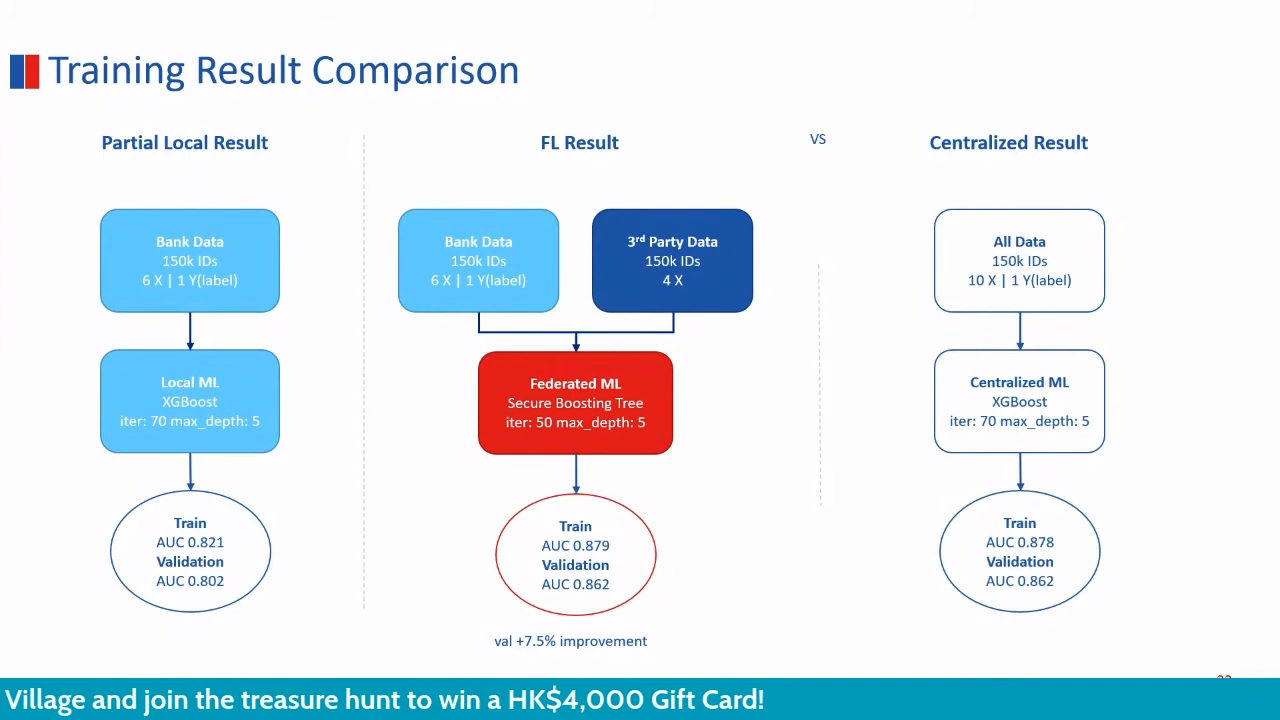 Training Result Comparison
Partial Local Result
Bank Data
150k IDs
6 X | 1 Y(label)
Local ML
XGBoost
iter: 70 max_depth: 5
Train
AUC 0.821
Validation
AUC 0.802
FL Result
Bank Data
150k IDs
6 X | 1 Y(label)
3rd Party Data
150k IDs
4 X
Federated ML
Secure Boosting Tree
iter: 50 max_depth: 5
Train
AUC 0.879
Validation
AUC 0.862
val +7.5% improvement
VS
Centralized Result
All Data
150k IDs
10 X | 1 Y(label)
Centralized ML
XGBoost
iter: 70 max_depth: 5
Train
AUC 0.878
Validation
AUC 0.862
Village and join the treasure hunt to win a HK$4,000 Gift Card!